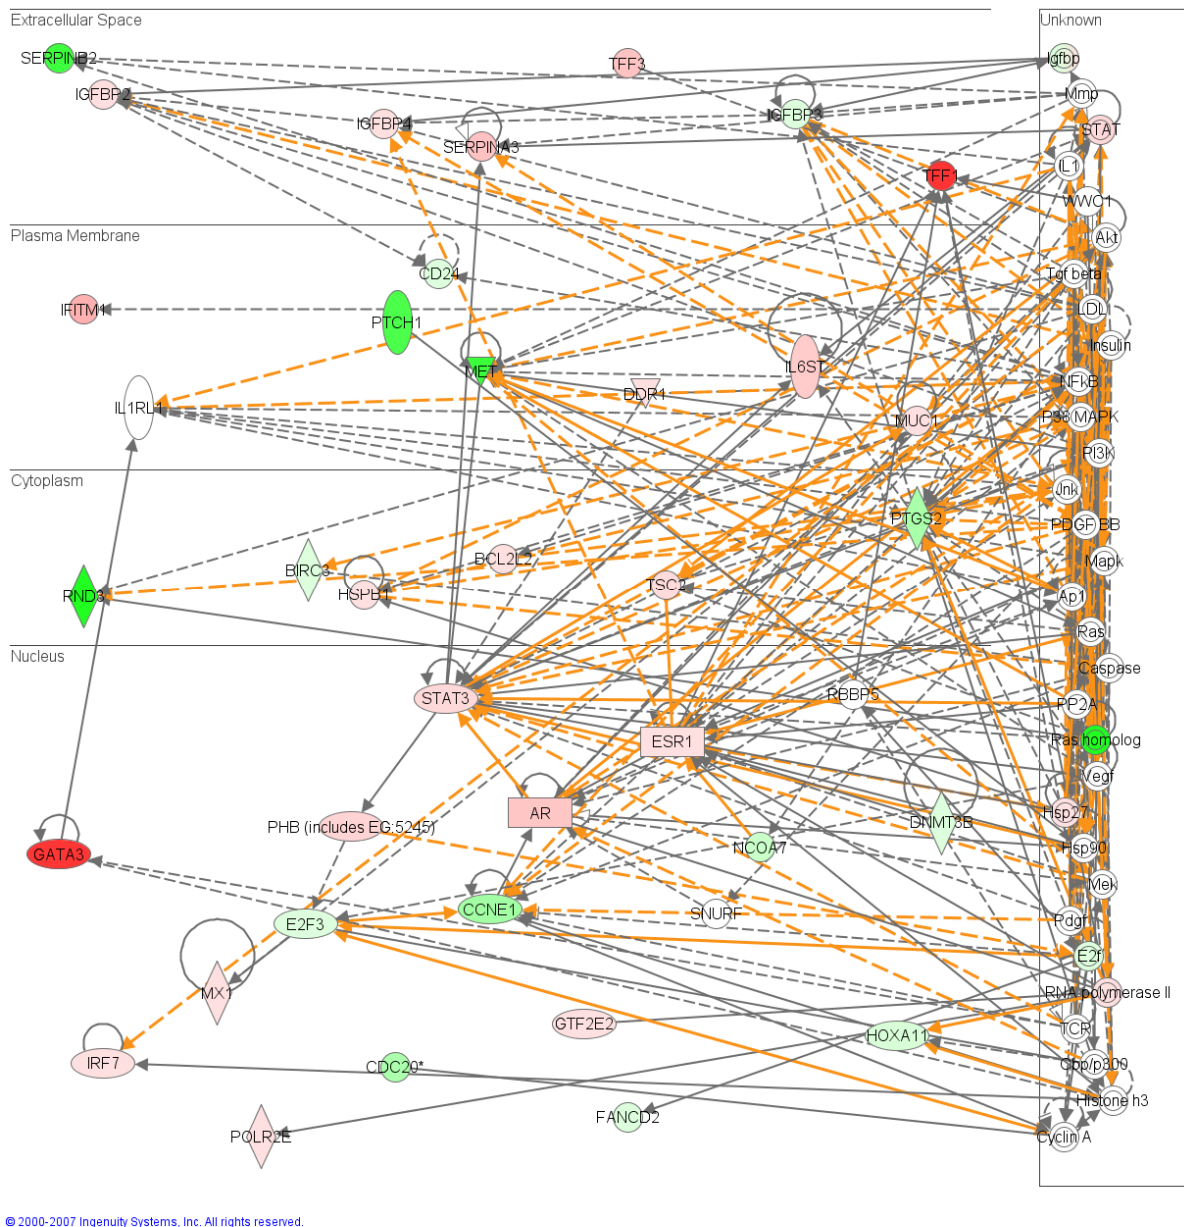 Extracellular Space
Unknown
SERPINB2
TFF3
Igfbp
IGFBP2
Mmp
IGFBP4
IGFBP3
STAT
SERPINA3
IL1
TFF1
WWC1
Plasma Membrane
Akt
CD24
Tgf beta
IFITM1
LDL
PTCH1
Insulin
MET
IL6ST
NFkB
DDR1
IL1RL1
MUC1
P38 MAPK
PI3K
Cytoplasm
Jnk
PTGS2
PDGF BB
BCL2L2
Mapk
BIRC3
TSC2
RND3
HSPB1
Ap1
Ras
Nucleus
Caspase
STAT3
RBBP5
PP2A
ESR1
Ras homolog
Vegf
AR
Hsp27
PHB (includes EG:5245)
DNMT3B
GATA3
NCOA7
Hsp90
Mek
CCNE1
SNURF
Pdgf
E2F3
E2f
MX1
RNA polymerase II
GTF2E2
TCR
HOXA11
IRF7
CDC20*
Cbp/p300
Histone h3
FANCD2
POLR2E
Cyclin A
© 2000-2007 Ingenuity Systems, Inc. All rights reserved.